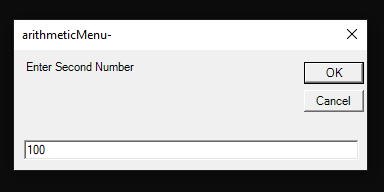 arithmeticMenu-
Enter Second Number
OK
Cancel
100